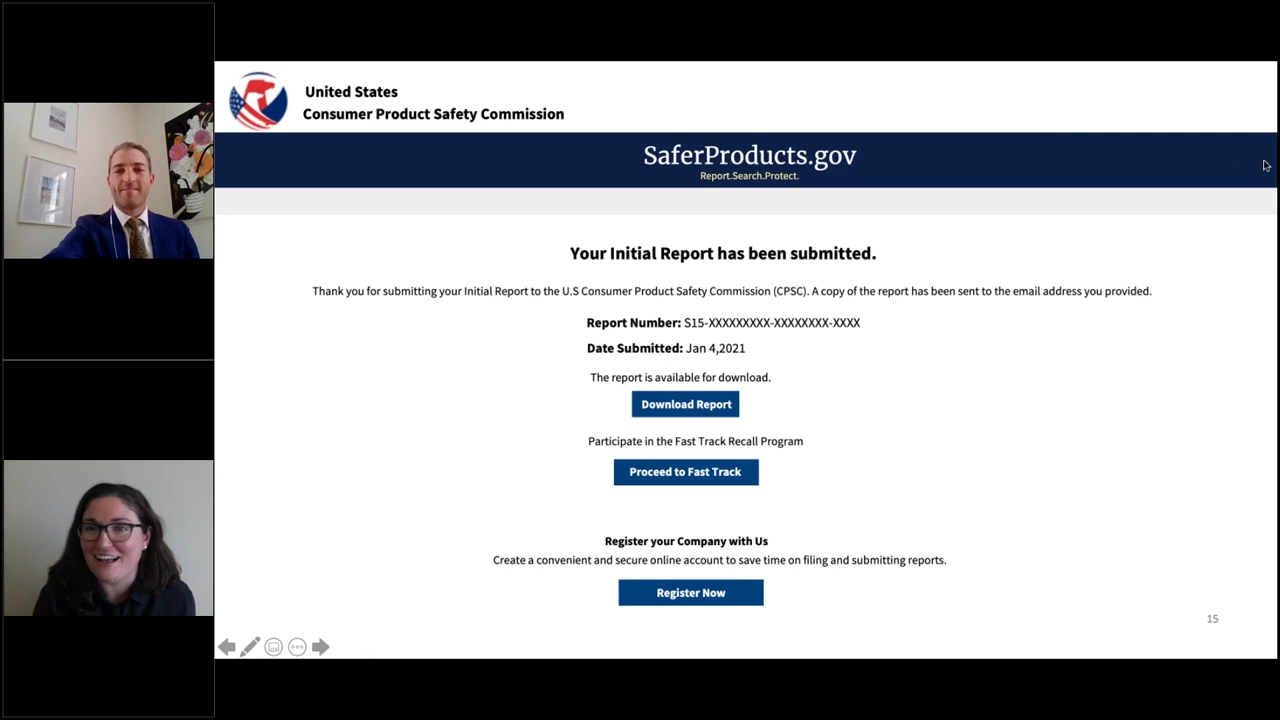 United States
Consumer Product Safety Commission
SaferProducts.gov
Report.Search.Protect.
Your Initial Report has been submitted.
Thank you for submitting your Initial Report to the U.S Consumer Product Safety Commission (CPSC). A copy of the report has been sent to the email address you provided.
Report Number: S15-XXXXXXXXX-XXXXXXXX-XXXX
Date Submitted: Jan 4,2021
The report is available for download.
Download Report
Participate in the Fast Track Recall Program
Proceed to Fast Track
Register your Company with Us
Create a convenient and secure online account to save time on filing and submitting reports.
Register Now
15